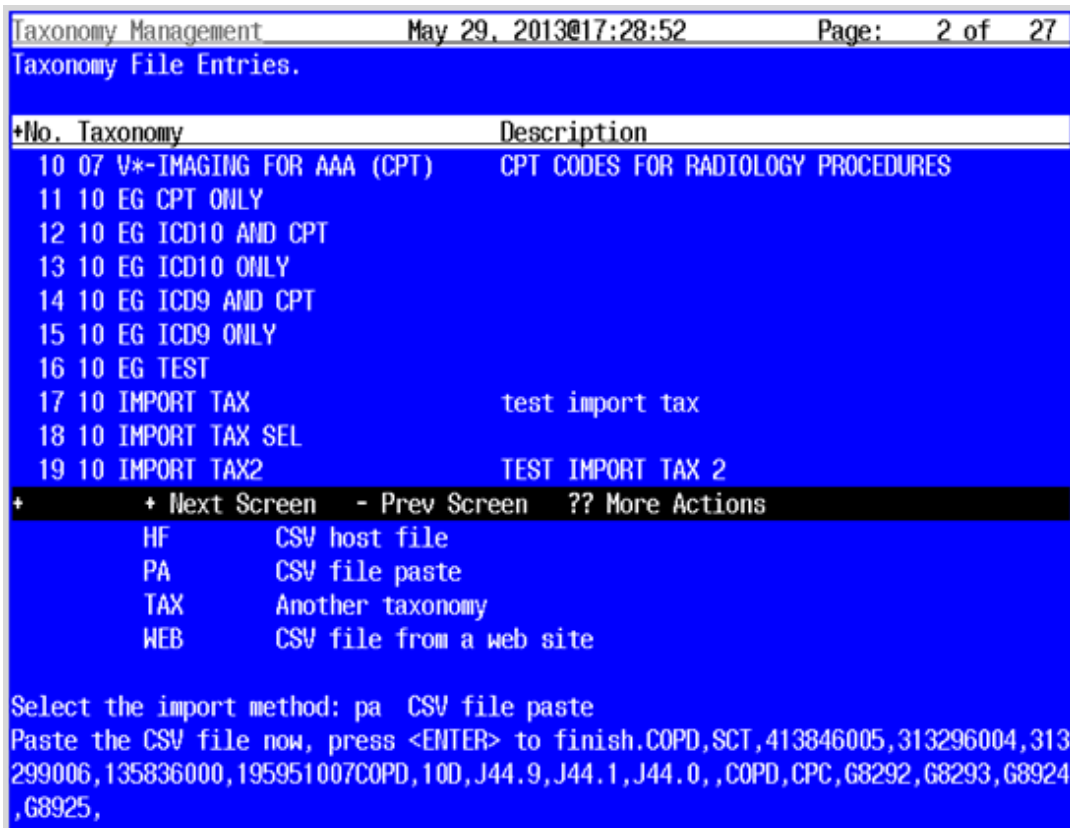 Taxonomy Management May 29, 2013@17:28:52 Page: 2 of 27
Taxonomy File Entries.
+No. Taxonomy Description
10 07 V*-IMAGING FOR AAA (CPT) CPT CODES FOR RADIOLOGY PROCEDURES
11 10 EG CPT ONLY
12 10 EG ICD10 AND CPT
13 10 EG ICD10 ONLY
14 10 EG ICD9 AND CPT
15 10 EG ICD9 ONLY
16 10 EG TEST
17 10 IMPORT TAX test import tax
18 10 IMPORT TAX SEL
19 10 IMPORT TAX2 TEST IMPORT TAX 2
+ + Next Screen - Prev Screen ?? More Actions
HF CSV host file
PA CSV file paste
TAX Another taxonomy
WEB CSV file from a web site
Select the import method: pa CSV file paste
Paste the CSV file now, press <ENTER> to finish.COPD,SCT,413846005,313296004,313
299006,135836000,195951007COPD,10D,J44.9,J44.1,J44.0,,COPD,CPC,G8292,G8293,G8924
,G8925,